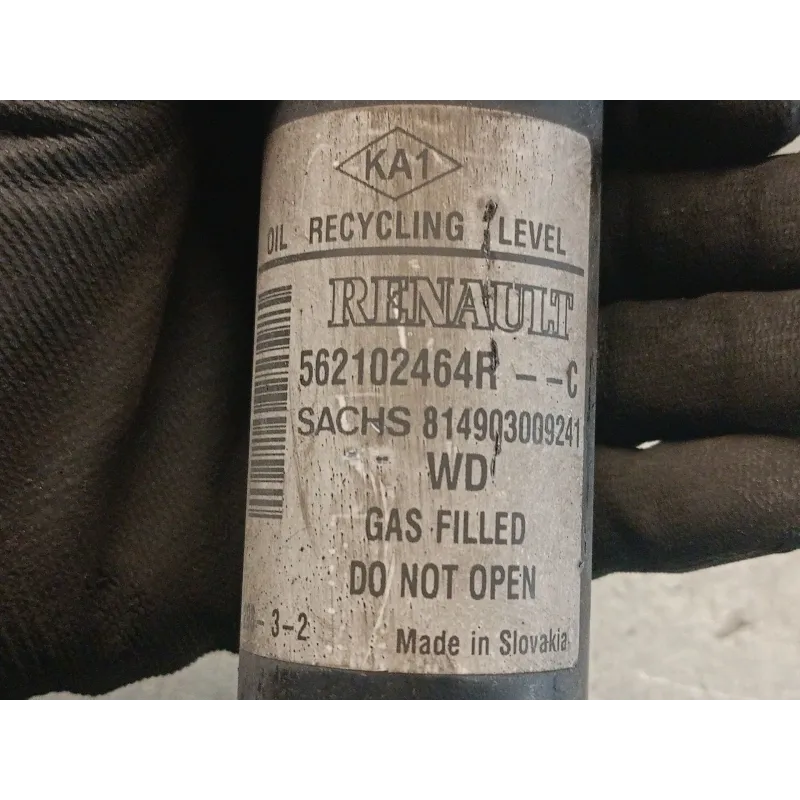 KA1
OIL RECYCLING LEVEL
RENAULT
562102464R --C
SACHS 814903009241
WD
GAS FILLED
DO NOT OPEN
- 3-2
Made in Slovakia